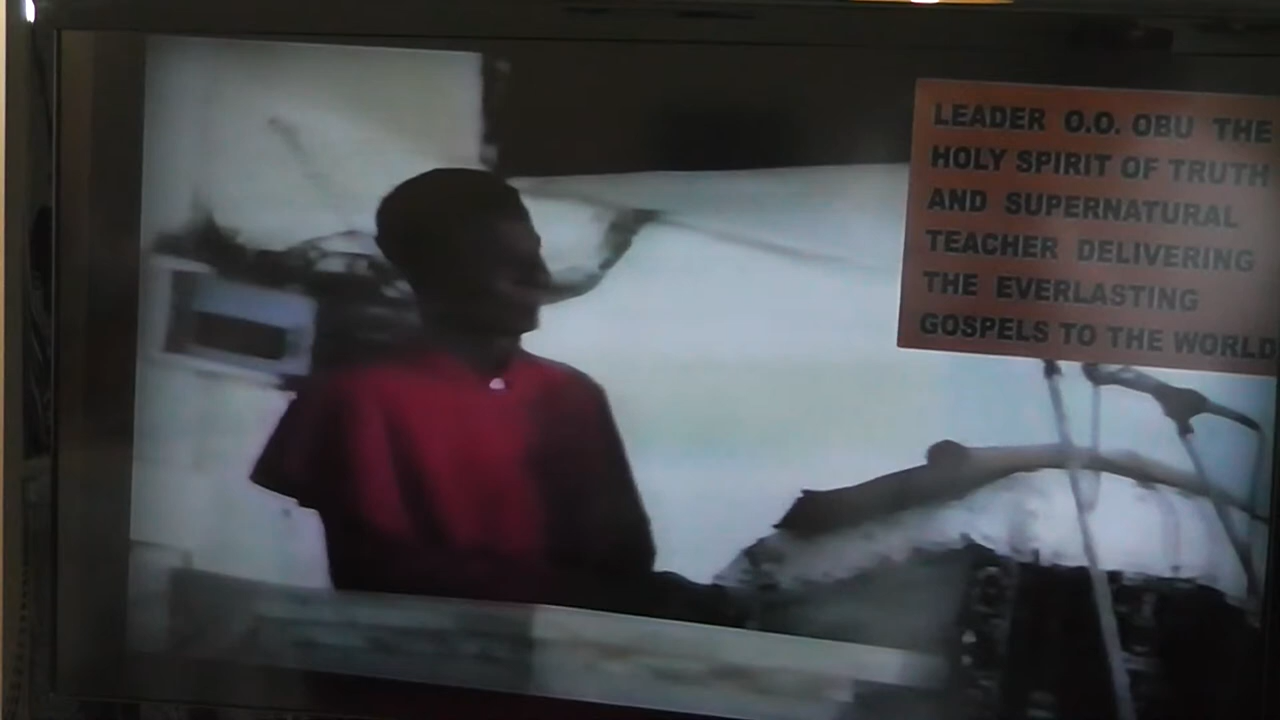 LEADER O.O. OBU THE
HOLY SPIRIT OF TRUTH
AND SUPERNATURAL
TEACHER DELIVERING
THE EVERLASTING
GOSPELS TO THE WORLD